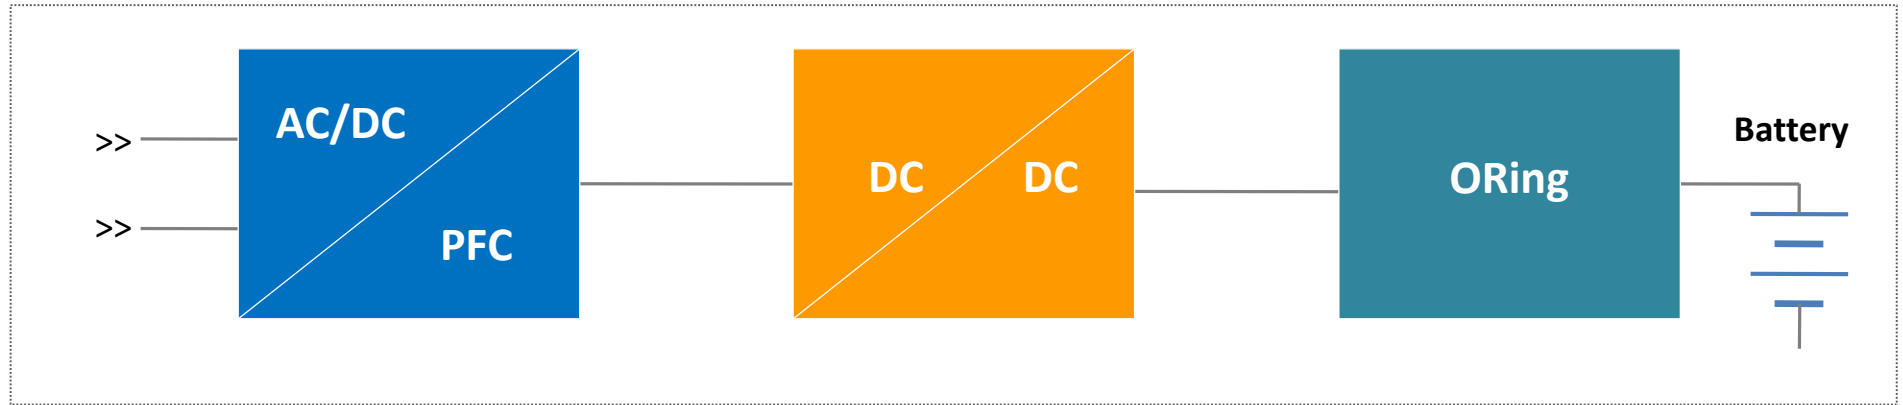 AC/DC
PFC
DC
DC
ORing
Battery
>>
>>